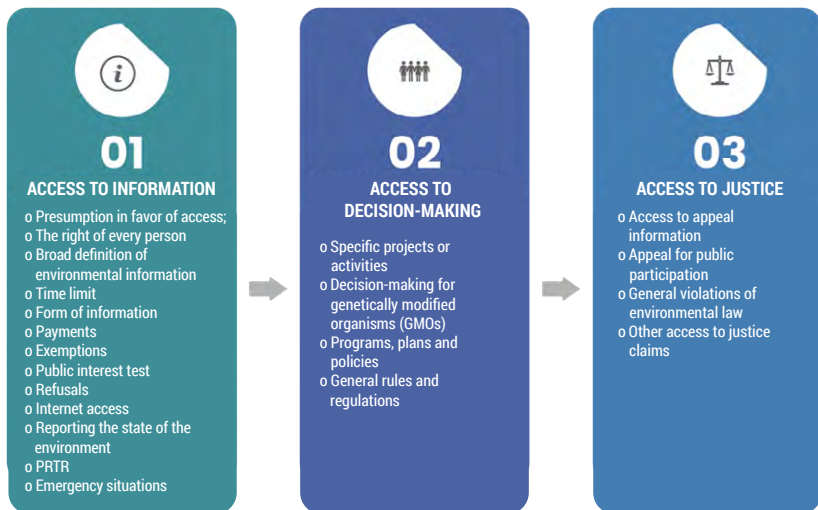 01
ACCESS TO INFORMATION
o Presumption in favor of access;
o The right of every person
o Broad definition of
environmental information
o Time limit
o Form of information
o Payments
o Exemptions
o Public interest test
o Refusals
o Internet access
o Reporting the state of the
environment
o PRTR
o Emergency situations
02
ACCESS TO
DECISION-MAKING
o Specific projects or
activities
o Decision-making for
genetically modified
organisms (GMOs)
o Programs, plans and
policies
o General rules and
regulations
03
ACCESS TO JUSTICE
o Access to appeal
information
o Appeal for public
participation
o General violations of
environmental law
o Other access to justice
claims